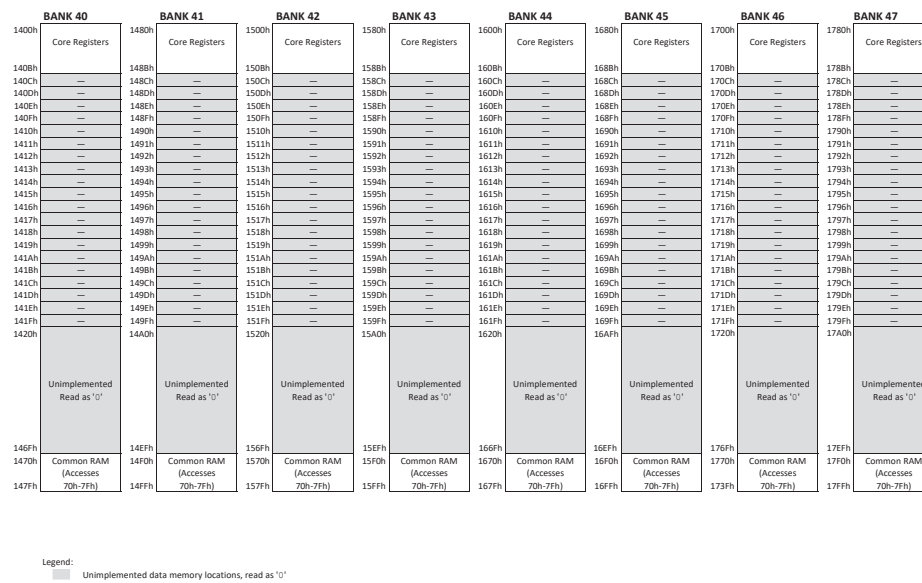 BANK 40 BANK 41 BANK 42 BANK 43 BANK 44 BANK 45 BANK 46 BANK 47
1400h 1480h 1500h 1580h 1600h 1680h 1700h 1780h
Core Registers Core Registers Core Registers Core Registers Core Registers Core Registers Core Registers Core Registers
140Bh 148Bh 150Bh 158Bh 160Bh 168Bh 170Bh 178Bh
140Ch — 148Ch — 150Ch — 158Ch — 160Ch — 168Ch — 170Ch — 178Ch —
140Dh — 148Dh — 150Dh — 158Dh — 160Dh — 168Dh — 170Dh — 178Dh —
140Eh — 148Eh — 150Eh — 158Eh — 160Eh — 168Eh — 170Eh — 178Eh —
140Fh — 148Fh — 150Fh — 158Fh — 160Fh — 168Fh — 170Fh — 178Fh —
1410h — 1490h — 1510h — 1590h — 1610h — 1690h — 1710h — 1790h —
1411h — 1491h — 1511h — 1591h — 1611h — 1691h — 1711h — 1791h —
1412h — 1492h — 1512h — 1592h — 1612h — 1692h — 1712h — 1792h —
1413h — 1493h — 1513h — 1593h — 1613h — 1693h — 1713h — 1793h —
1414h — 1494h — 1514h — 1594h — 1614h — 1694h — 1714h — 1794h —
1415h — 1495h — 1515h — 1595h — 1615h — 1695h — 1715h — 1795h —
1416h — 1496h — 1516h — 1596h — 1616h — 1696h — 1716h — 1796h —
1417h — 1497h — 1517h — 1597h — 1617h — 1697h — 1717h — 1797h —
1418h — 1498h — 1518h — 1598h — 1618h — 1698h — 1718h — 1798h —
1419h — 1499h — 1519h — 1599h — 1619h — 1699h — 1719h — 1799h —
141Ah — 149Ah — 151Ah — 159Ah — 161Ah — 169Ah — 171Ah — 179Ah —
141Bh — 149Bh — 151Bh — 159Bh — 161Bh — 169Bh — 171Bh — 179Bh —
141Ch — 149Ch — 151Ch — 159Ch — 161Ch — 169Ch — 171Ch — 179Ch —
141Dh — 149Dh — 151Dh — 159Dh — 161Dh — 169Dh — 171Dh — 179Dh —
141Eh — 149Eh — 151Eh — 159Eh — 161Eh — 169Eh — 171Eh — 179Eh —
141Fh — 149Fh — 151Fh — 159Fh — 161Fh — 169Fh — 171Fh — 179Fh —
1420h 14A0h 1520h 15A0h 1620h 16AFh 1720h 17A0h
Unimplemented Unimplemented Unimplemented Unimplemented Unimplemented Unimplemented Unimplemented Unimplemente
Read as '0' Read as '0' Read as '0' Read as '0' Read as '0' Read as '0' Read as '0' Read as '0'
146Fh 14EFh 156Fh 15EFh 166Fh 16EFh 176Fh 17EFh
1470h Common RAM 14F0h Common RAM 1570h Common RAM 15F0h Common RAM 1670h Common RAM 16F0h Common RAM 1770h Common RAM 17F0h Common RAM
(Accesses (Accesses (Accesses (Accesses (Accesses (Accesses (Accesses (Accesses
147Fh 70h-7Fh) 14FFh 70h-7Fh) 157Fh 70h-7Fh) 15FFh 70h-7Fh) 167Fh 70h-7Fh) 16FFh 70h-7Fh) 173Fh 70h-7Fh) 17FFh 70h-7Fh)
Legend:
Unimplemented data memory locations, read as '0'